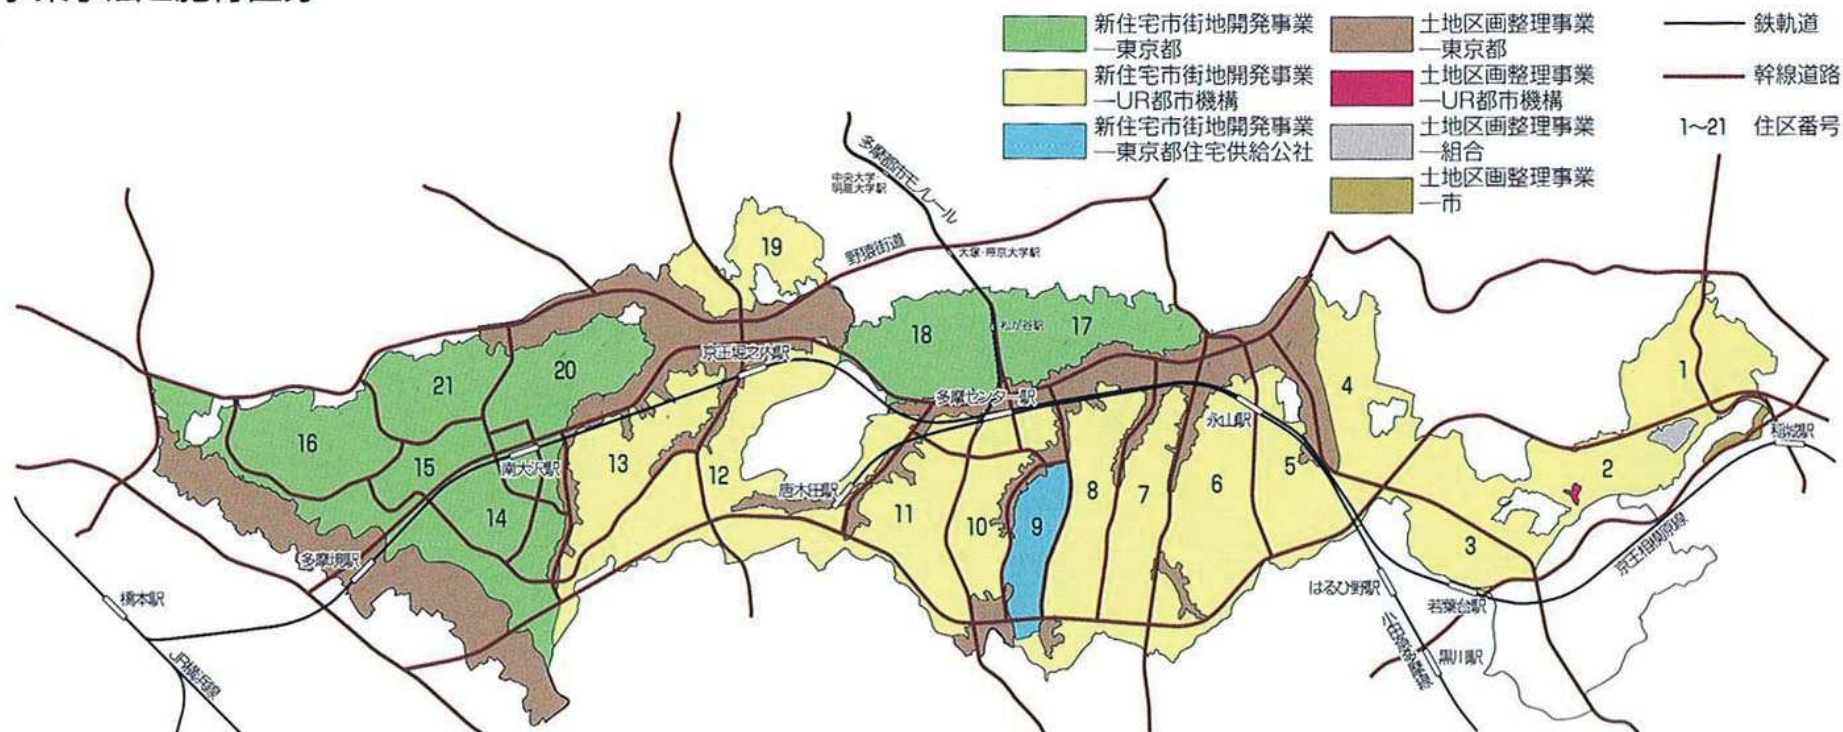 新住宅市街地開発事業
―東京都
新住宅市街地開発事業
―UR都市機構
新住宅市街地開発事業
―東京都住宅供給公社
土地区画整理事業
―東京都
土地区画整理事業
―UR都市機構
土地区画整理事業
―組合
土地区画整理事業
―市
鉄軌道
幹線道路
1〜21 住区番号
多摩都市モノレール
中央大学・
明星大学駅
野猿街道
大塚・帝京大学駅
松が谷駅
19
18
17
20
21
16
15
14
13
12
11
10
9
8
7
6
5
4
3
2
1
京王堀之内駅
多摩センター駅
永山駅
南大沢駅
唐木田駅
多摩境駅
橋本駅
JR横浜線
稲城駅
京王相模原線
はるひ野駅
若葉台駅
黒川駅
小田急多摩線